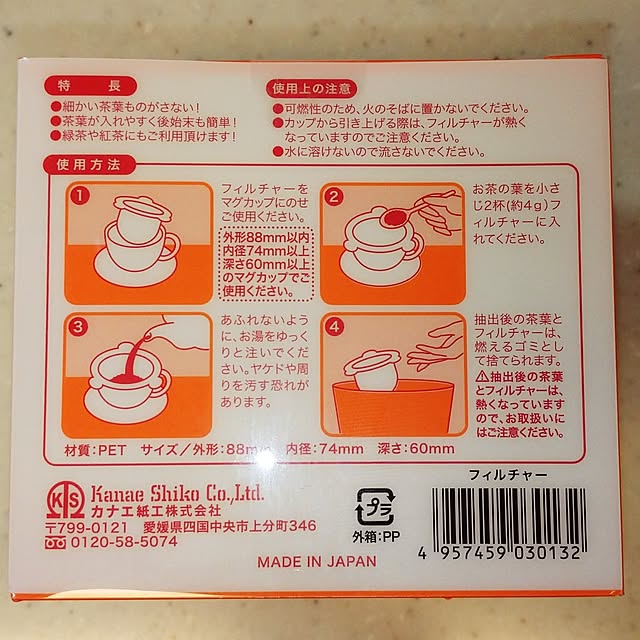 特長
●細かい茶葉ものがさない!
●茶葉が入れやすく後始末も簡単!
●緑茶や紅茶にもご利用頂けます!
使用上の注意
●可燃性のため、火のそばに置かないでください。
●カップから引き上げる際は、フィルチャーが熱く
なっていますのでご注意ください。
●水に溶けないので流さないでください。
使用方法
1
フィルチャーを
マグカップにのせ
ご使用ください。
外形88mm以内
内径74mm以上
深さ60mm以上
のマグカップでご
使用ください。
2
お茶の葉を小さ
じ2杯(約4g)フ
ィルチャーに入
れてください。
3
あふれないよう
に、お湯をゆっく
りと注いでくださ
い。ヤケドや周
りを汚す恐れが
あります。
4
抽出後の茶葉と
フィルチャーは、
燃えるゴミとし
て捨てられます。
⚠抽出後の茶葉
とフィルチャーは、
熱くなっています
ので、お取扱いに
はご注意ください。
材質:PET サイズ/外形:88mm 内径:74mm 深さ:60mm
KTS
Kanae Shiko Co.,Ltd.
カナエ紙工株式会社
〒799-0121 愛媛県四国中央市上分町346
0120-58-5074
プラ
外箱:PP
フィルチャー
4 957459 030132
MADE IN JAPAN